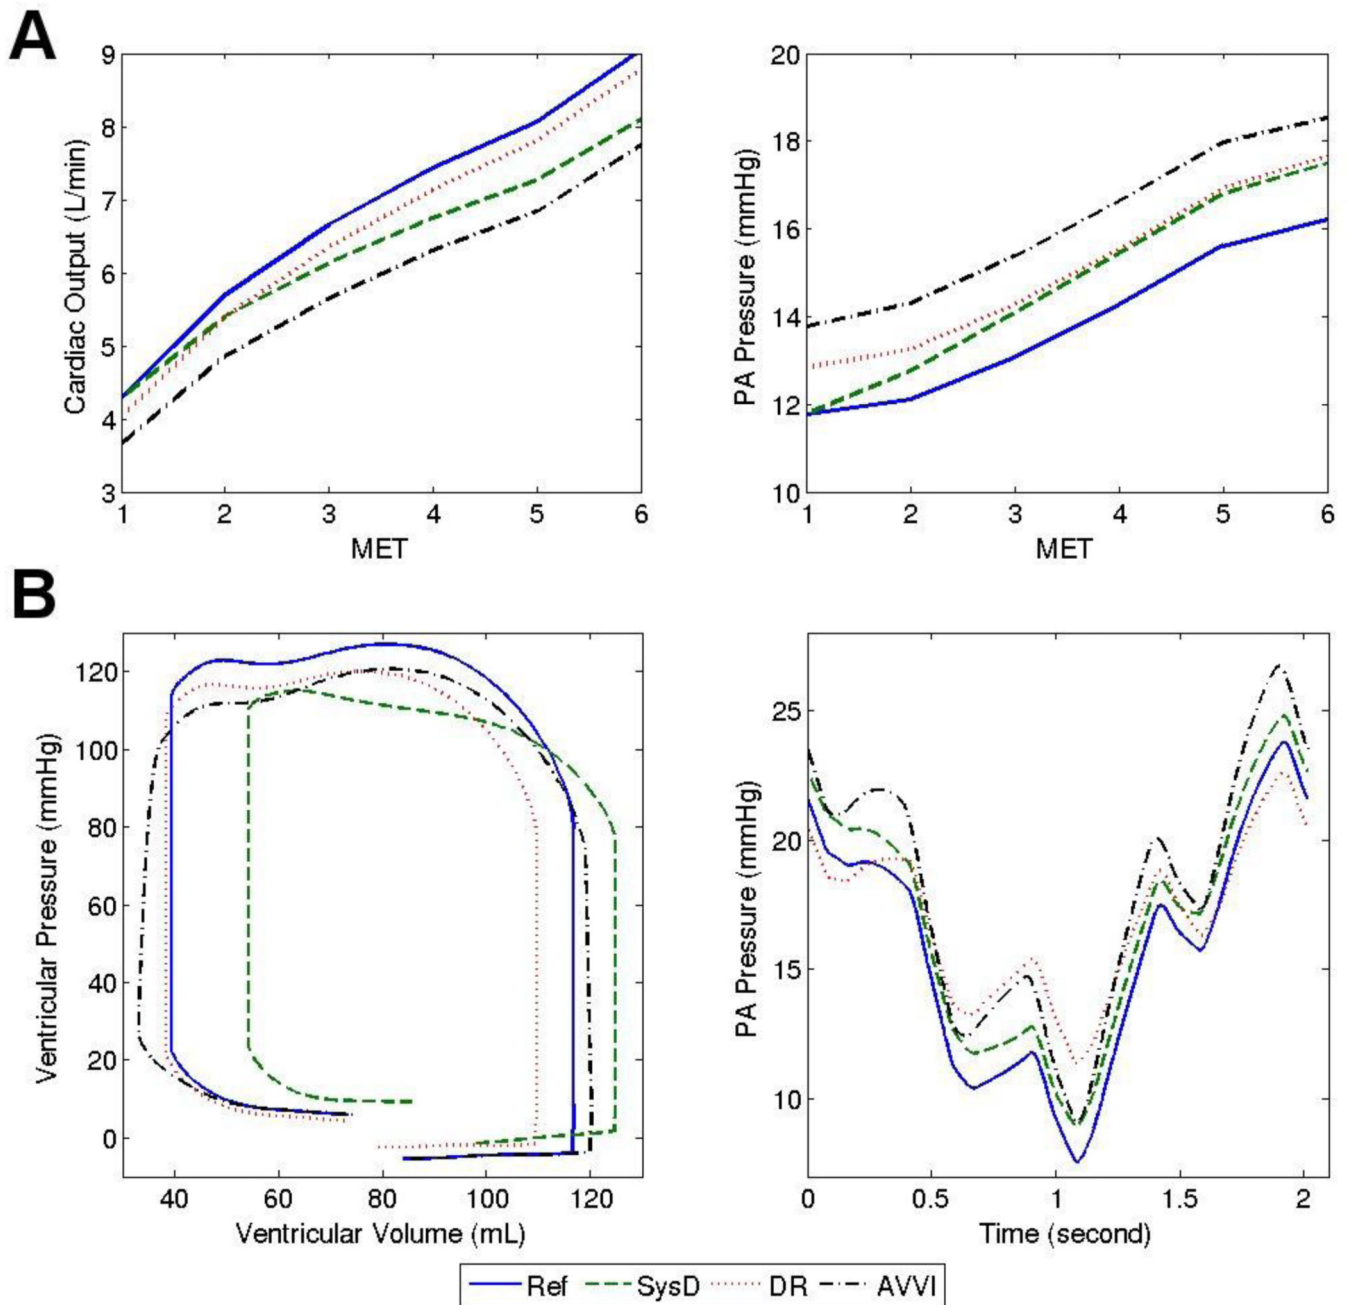 A
Cardiac Output (L/min)
9
8
7
6
5
4
3
1 2 3 4 5 6
MET
PA Pressure (mmHg)
20
18
16
14
12
10
1 2 3 4 5 6
MET
B
Ventricular Pressure (mmHg)
120
100
80
60
40
20
0
40 60 80 100 120
Ventricular Volume (mL)
PA Pressure (mmHg)
25
20
15
10
0 0.5 1 1.5 2
Time (second)
Ref SysD DR AVVI